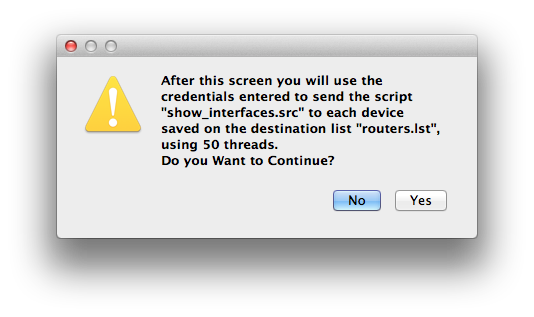 After this screen you will use the
credentials entered to send the script
"show_interfaces.src" to each device
saved on the destination list "routers.lst",
using 50 threads.
Do you Want to Continue?
No
Yes